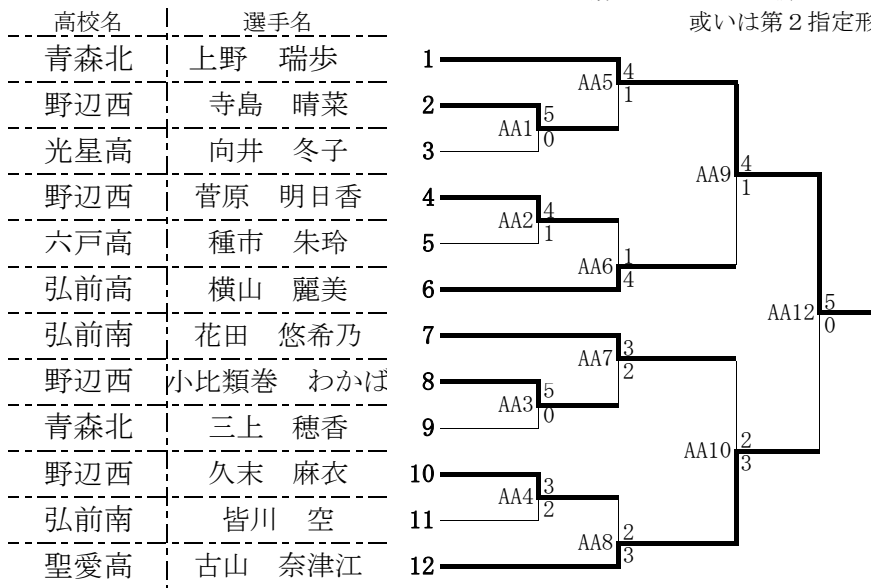 高校名 選手名 或いは第２指定形
青森北 上野 瑞歩 1
野辺西 寺島 晴菜 2
光星高 向井 冬子 3
野辺西 菅原 明日香 4
六戸高 種市 朱玲 5
弘前高 横山 麗美 6
弘前南 花田 悠希乃 7
野辺西 小比類巻 わかば 8
青森北 三上 穂香 9
野辺西 久末 麻衣 10
弘前南 皆川 空 11
聖愛高 古山 奈津江 12
AA1 5 0
AA2 4 1
AA3 5 0
AA4 3 2
AA5 4 1
AA6 1 4
AA7 3 2
AA8 2 3
AA9 4 1
AA10 2 3
AA12 5 0